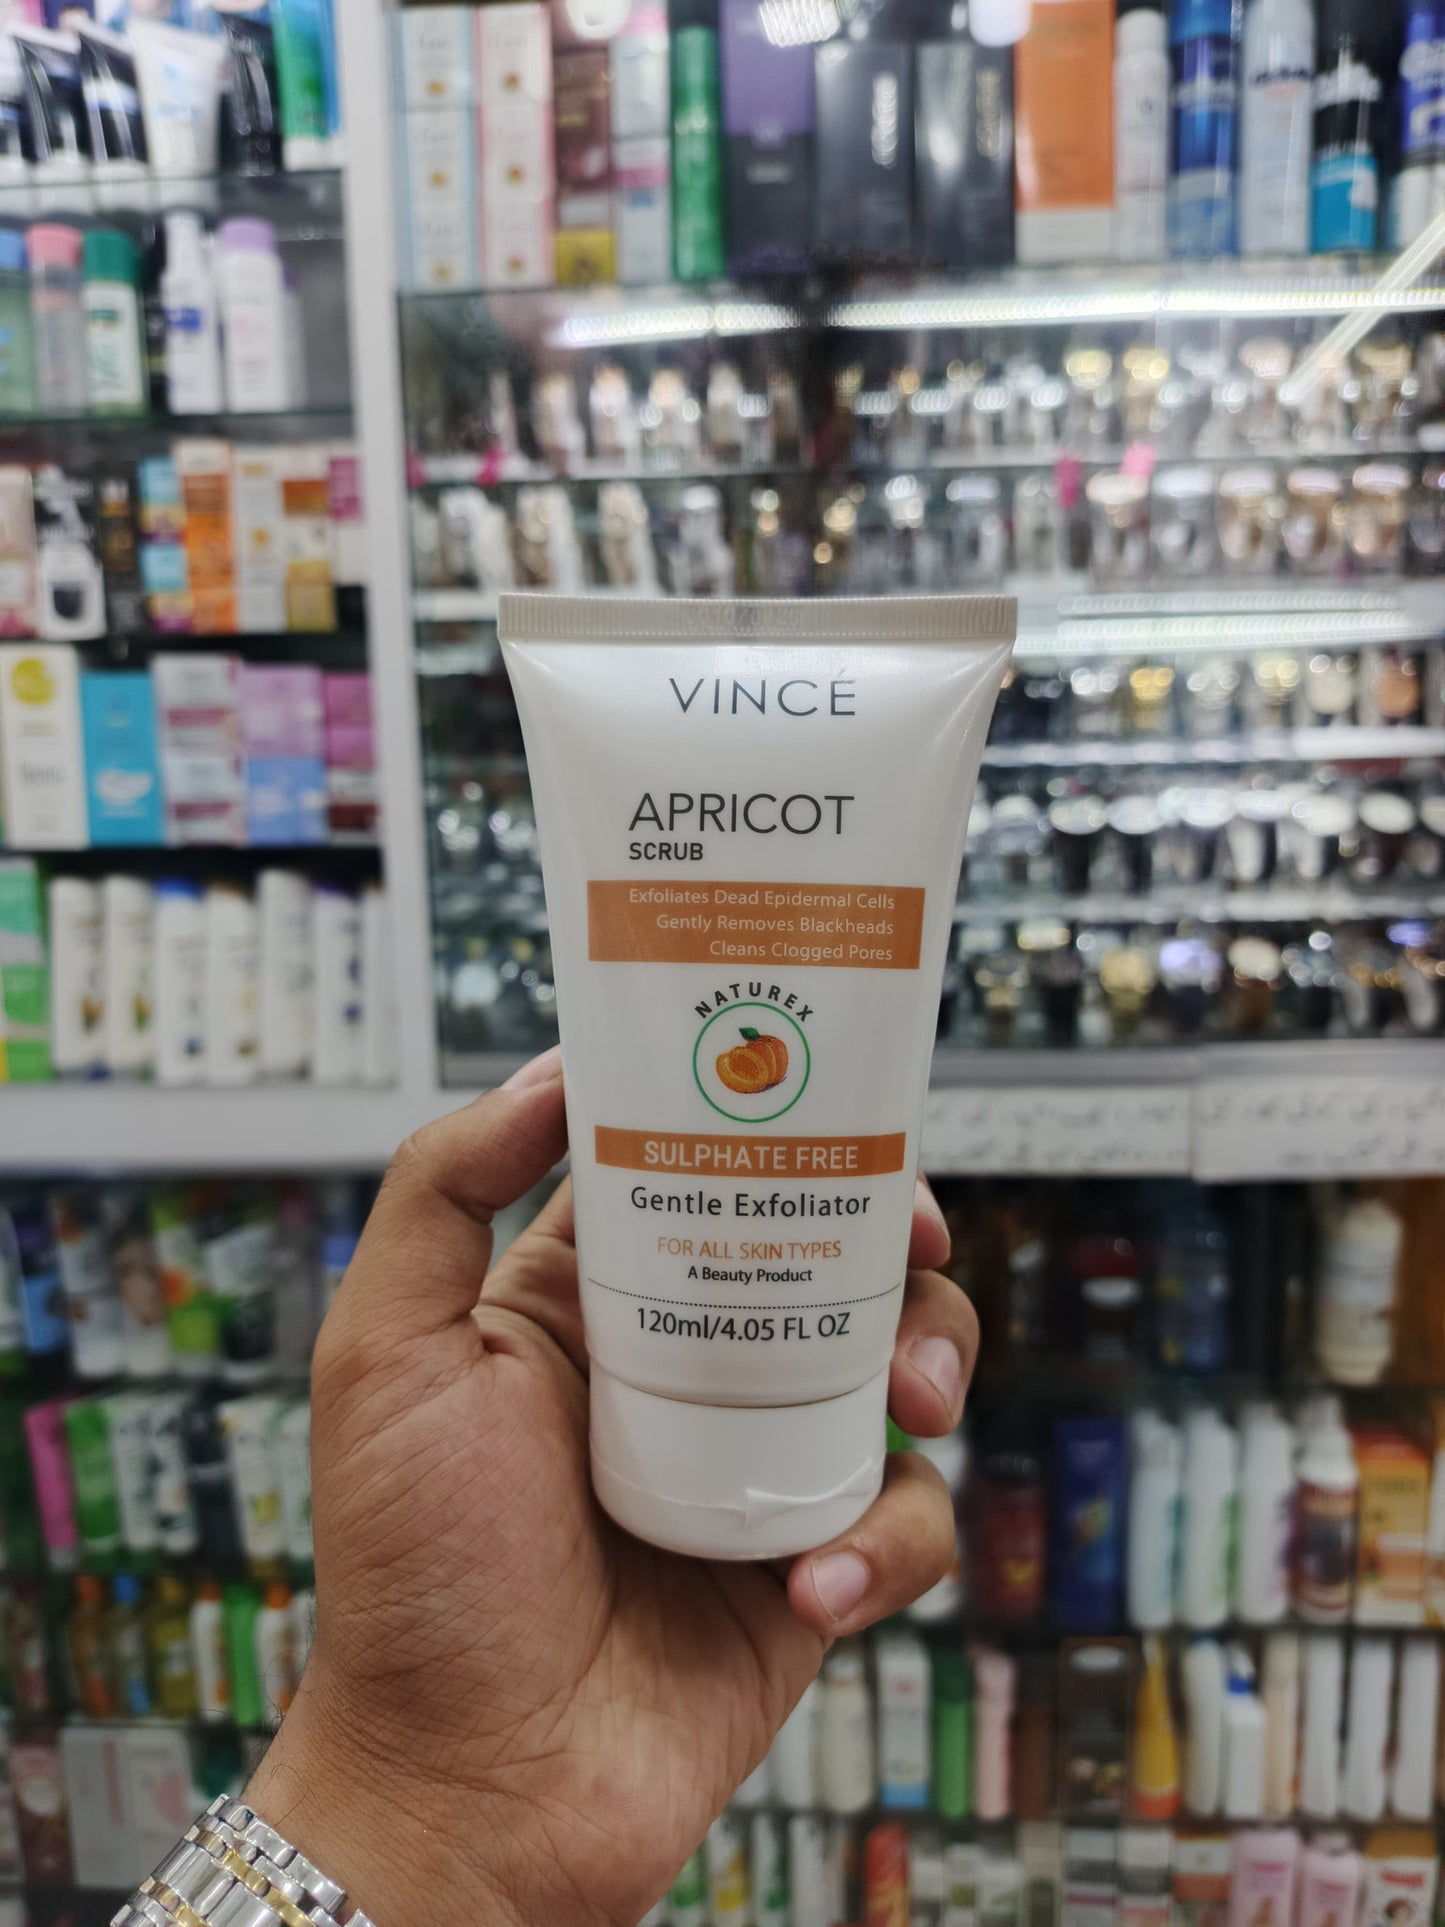 VINCÉ
APRICOT
SCRUB
Exfoliates Dead Epidermal Cells
Gently Removes Blackheads
Cleans Clogged Pores
NATUREX
SULPHATE FREE
Gentle Exfoliator
FOR ALL SKIN TYPES
A Beauty Product
120ml/4.05 FL OZ